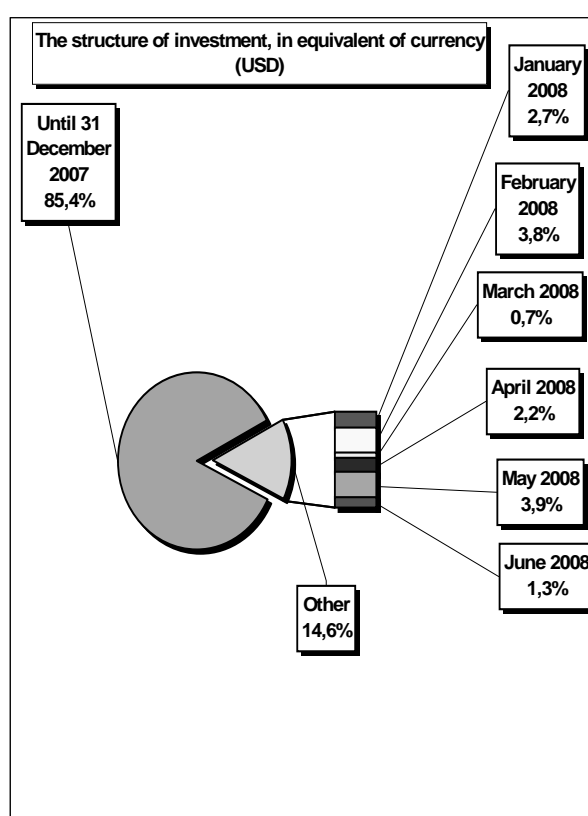 The structure of investment, in equivalent of currency
(USD)
Until 31
December
2007
85,4%
January
2008
2,7%
February
2008
3,8%
March 2008
0,7%
April 2008
2,2%
May 2008
3,9%
June 2008
1,3%
Other
14,6%